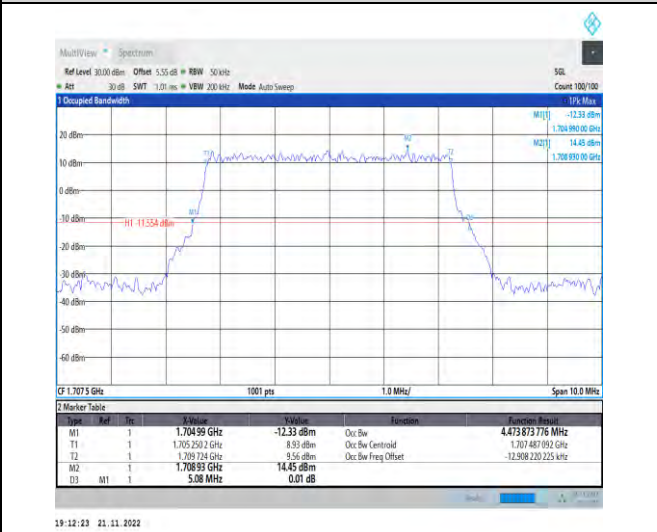 MultiView Spectrum
Ref Level 30.00 dBm Offset 5.55 dB RBW 50 kHz SGL
Att 30 dB SWT 1.01 ms VBW 200 kHz Mode Auto Sweep Count 100/100
1 Occupied Bandwidth 1Pk Max
M1[1] -12.33 dBm
1.704 990 00 GHz
M2[1] 14.45 dBm
1.708 930 00 GHz
20 dBm
M2
T1 T2
10 dBm
0 dBm
M1
-10 dBm
H1 -11.554 dBm
-20 dBm
-30 dBm
-40 dBm
-50 dBm
-60 dBm
CF 1.707 5 GHz 1001 pts 1.0 MHz/ Span 10.0 MHz
2 Marker Table
Type Ref Trc X-Value Y-Value Function Function Result
M1 1 1.704 99 GHz -12.33 dBm Occ Bw 4.473 873 776 MHz
T1 1 1.705 250 2 GHz 8.93 dBm Occ Bw Centroid 1.707 487 092 GHz
T2 1 1.709 724 GHz 9.56 dBm Occ Bw Freq Offset -12.908 220 225 kHz
M2 1 1.708 93 GHz 14.45 dBm
D3 M1 1 5.08 MHz 0.01 dB
19:12:23 21.11.2022